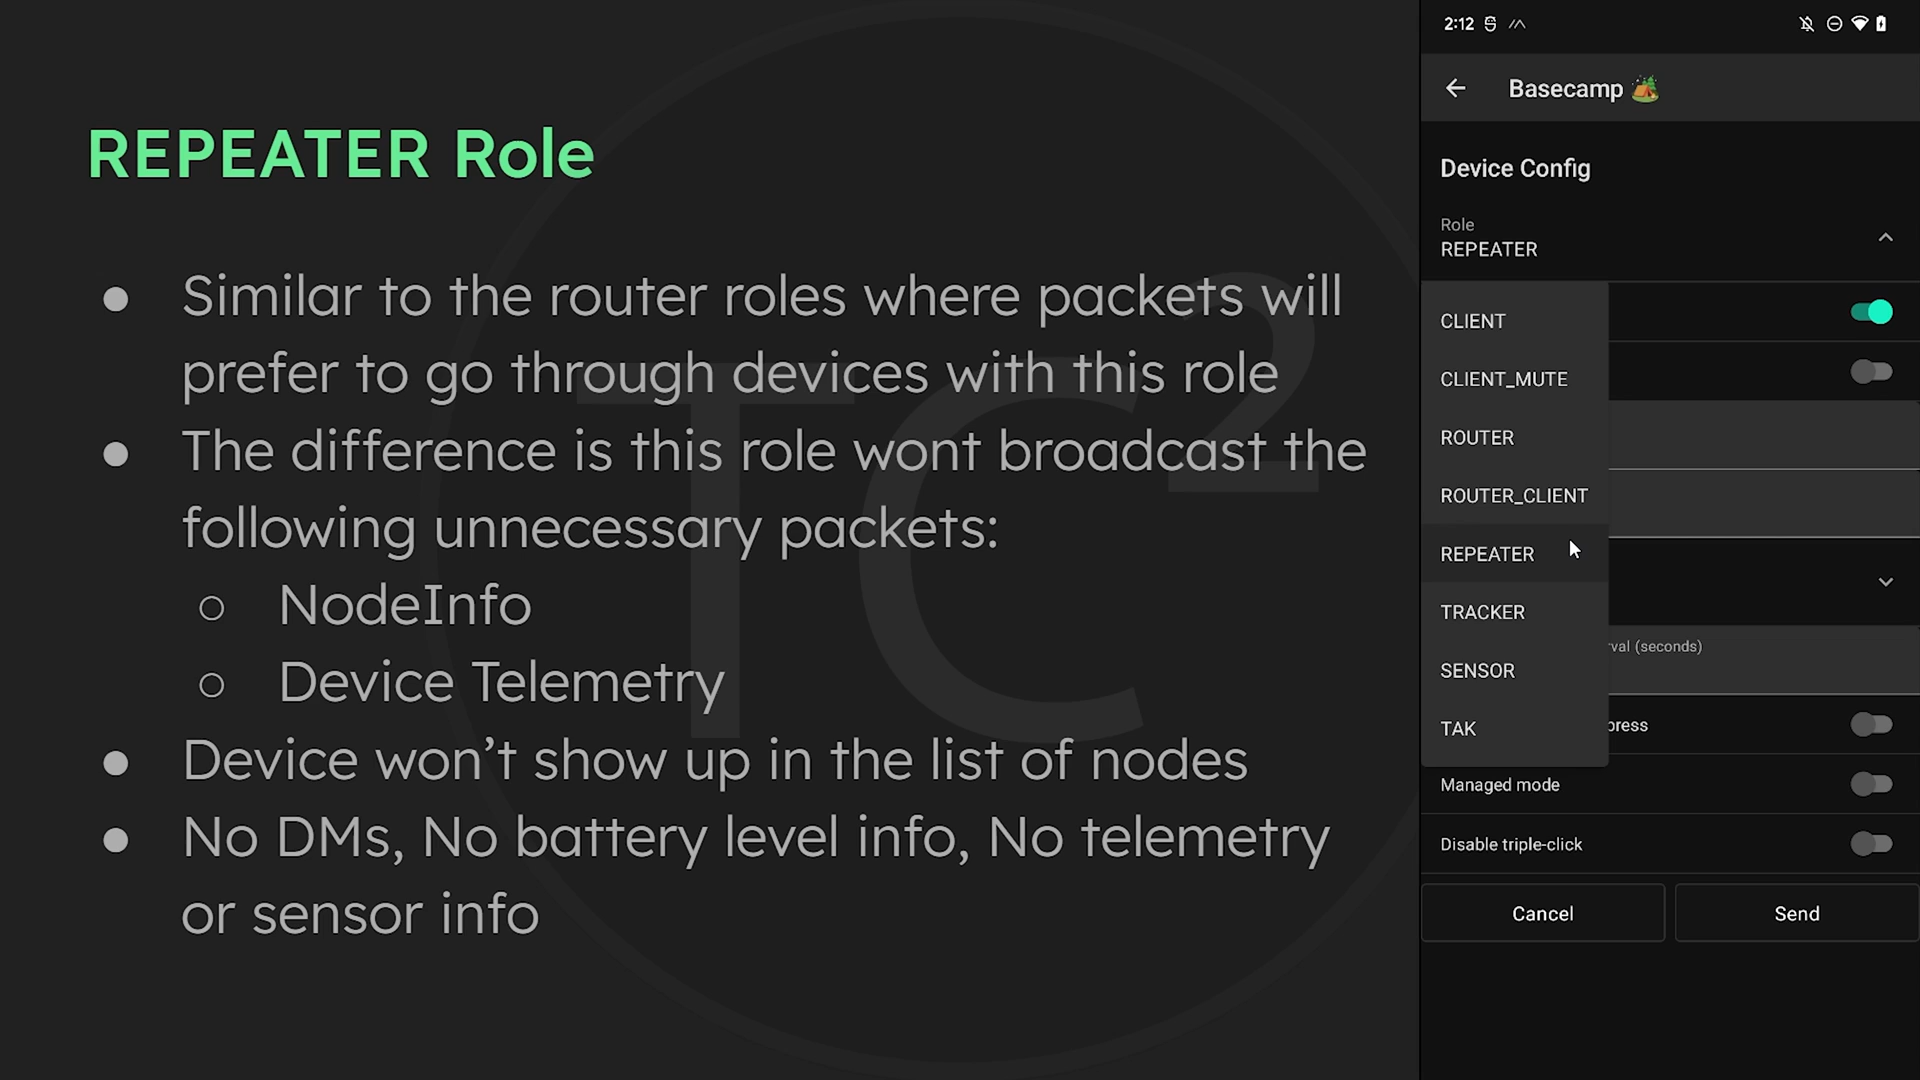 REPEATER Role
● Similar to the router roles where packets will
prefer to go through devices with this role
● The difference is this role wont broadcast the
following unnecessary packets:
○ NodeInfo
○ Device Telemetry
● Device won’t show up in the list of nodes
● No DMs, No battery level info, No telemetry
or sensor info
TC²
2:12
Basecamp 🏕️
Device Config
Role
REPEATER
CLIENT
CLIENT_MUTE
ROUTER
ROUTER_CLIENT
REPEATER
TRACKER
rval (seconds)
SENSOR
press
TAK
Managed mode
Disable triple-click
Cancel
Send